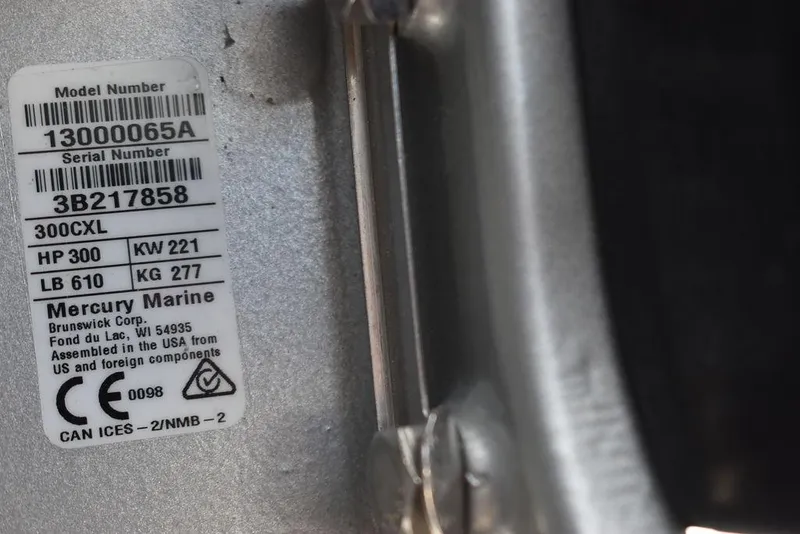 Model Number
13000065A
Serial Number
3B217858
300CXL
HP 300 KW 221
LB 610 KG 277
Mercury Marine
Brunswick Corp.
Fond du Lac, WI 54935
Assembled in the USA from
US and foreign components
CE 0098
CAN ICES-2/NMB-2